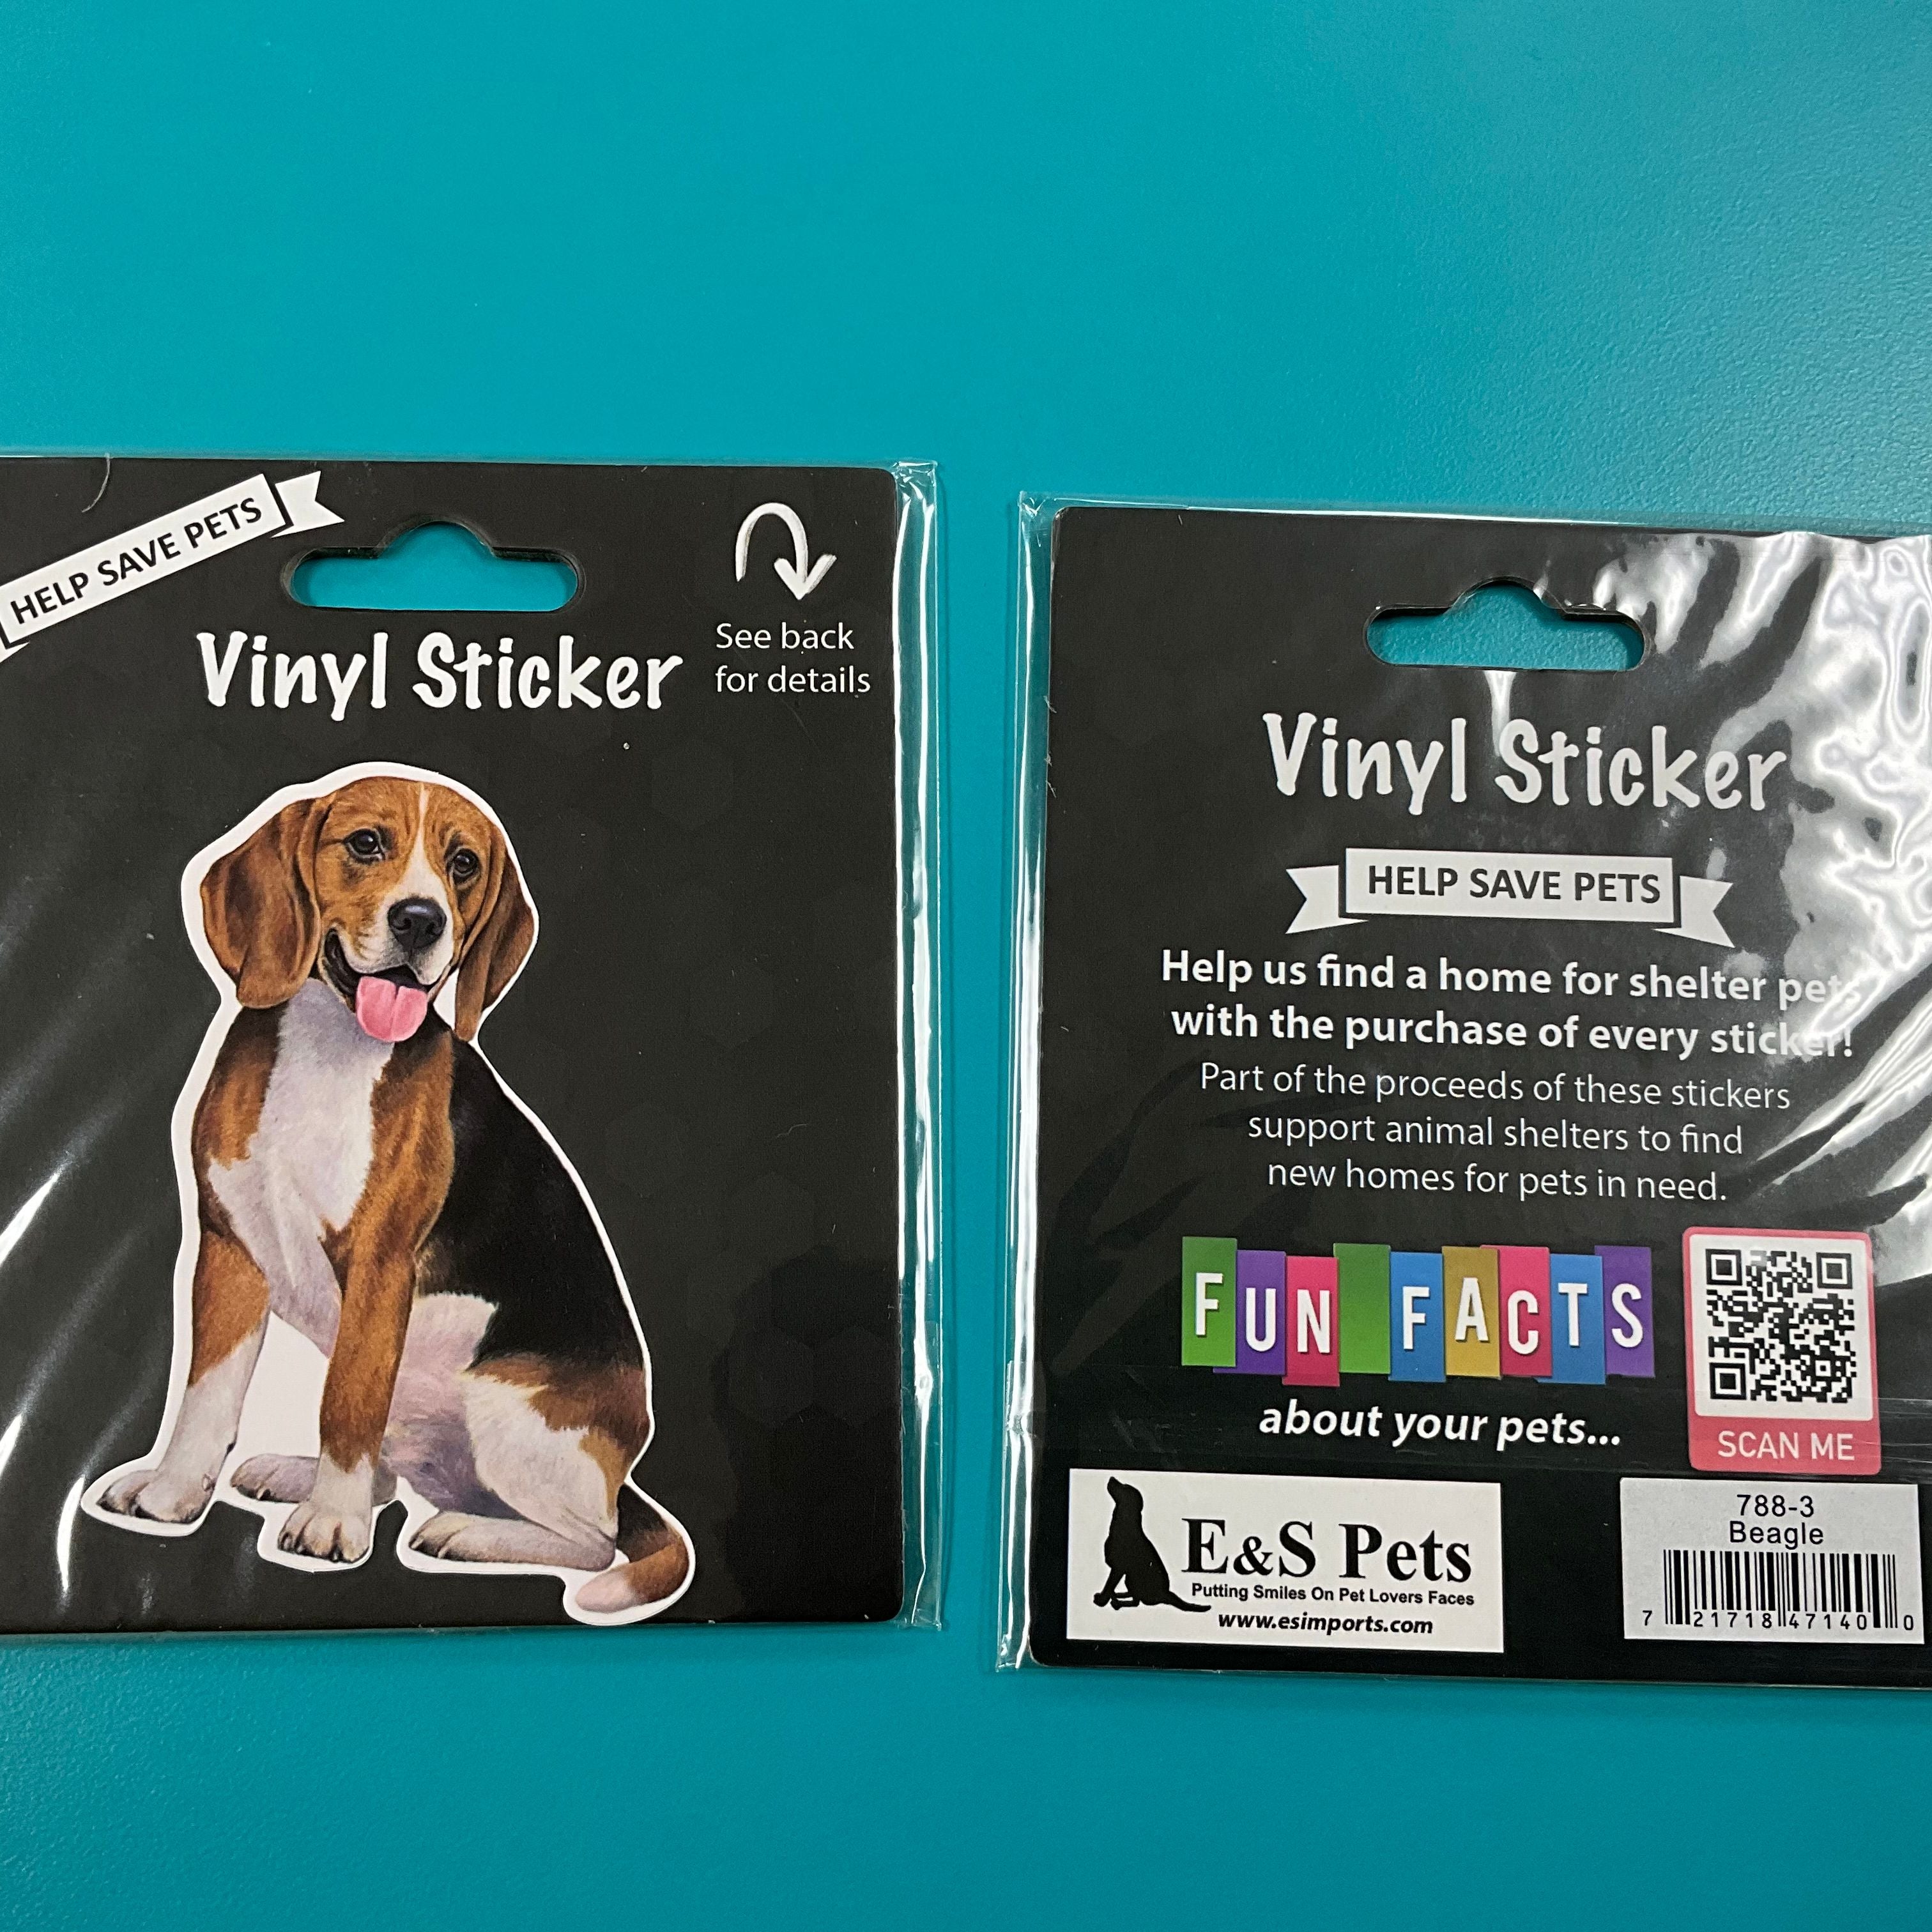 HELP SAVE PETS
See back
for details
Vinyl Sticker
Vinyl Sticker
HELP SAVE PETS
Help us find a home for shelter pets
with the purchase of every sticker!
Part of the proceeds of these stickers
support animal shelters to find
new homes for pets in need.
FUN FACTS
about your pets...
SCAN ME
E&S Pets
Putting Smiles On Pet Lovers Faces
www.esimports.com
788-3
Beagle
7 21718 47140 0